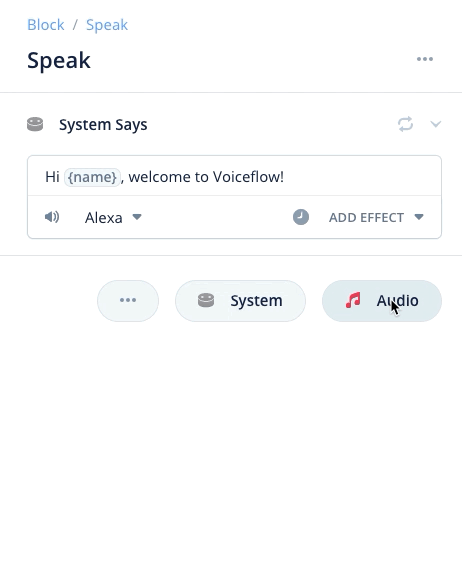 Block / Speak
Speak
System Says
Hi {name}, welcome to Voiceflow!
Alexa ADD EFFECT
System Audio